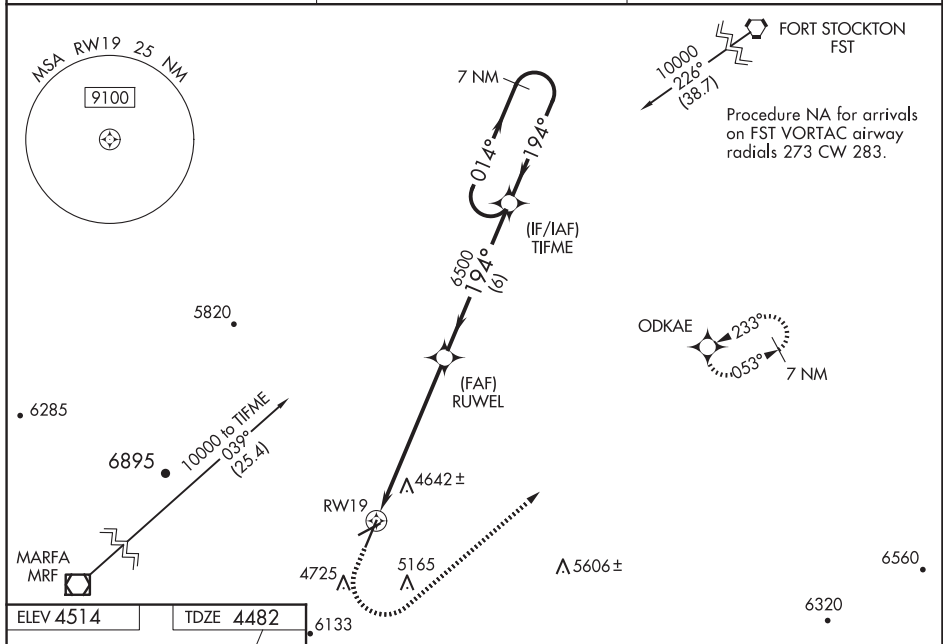 MSA RW19 25 NM
9100
7 NM
014°
194°
(IF/IAF)
TIFME
FORT STOCKTON
FST
10000
226°
(38.7)
Procedure NA for arrivals
on FST VORTAC airway
radials 273 CW 283.
6500
194°
(6)
5820
ODKAE
233°
053°
7 NM
(FAF)
RUWEL
6285
10000 to TIFME
039°
(25.4)
6895
4642±
RW19
MARFA
MRF
4725
5165
5606±
6560
6320
6133
ELEV 4514
TDZE 4482